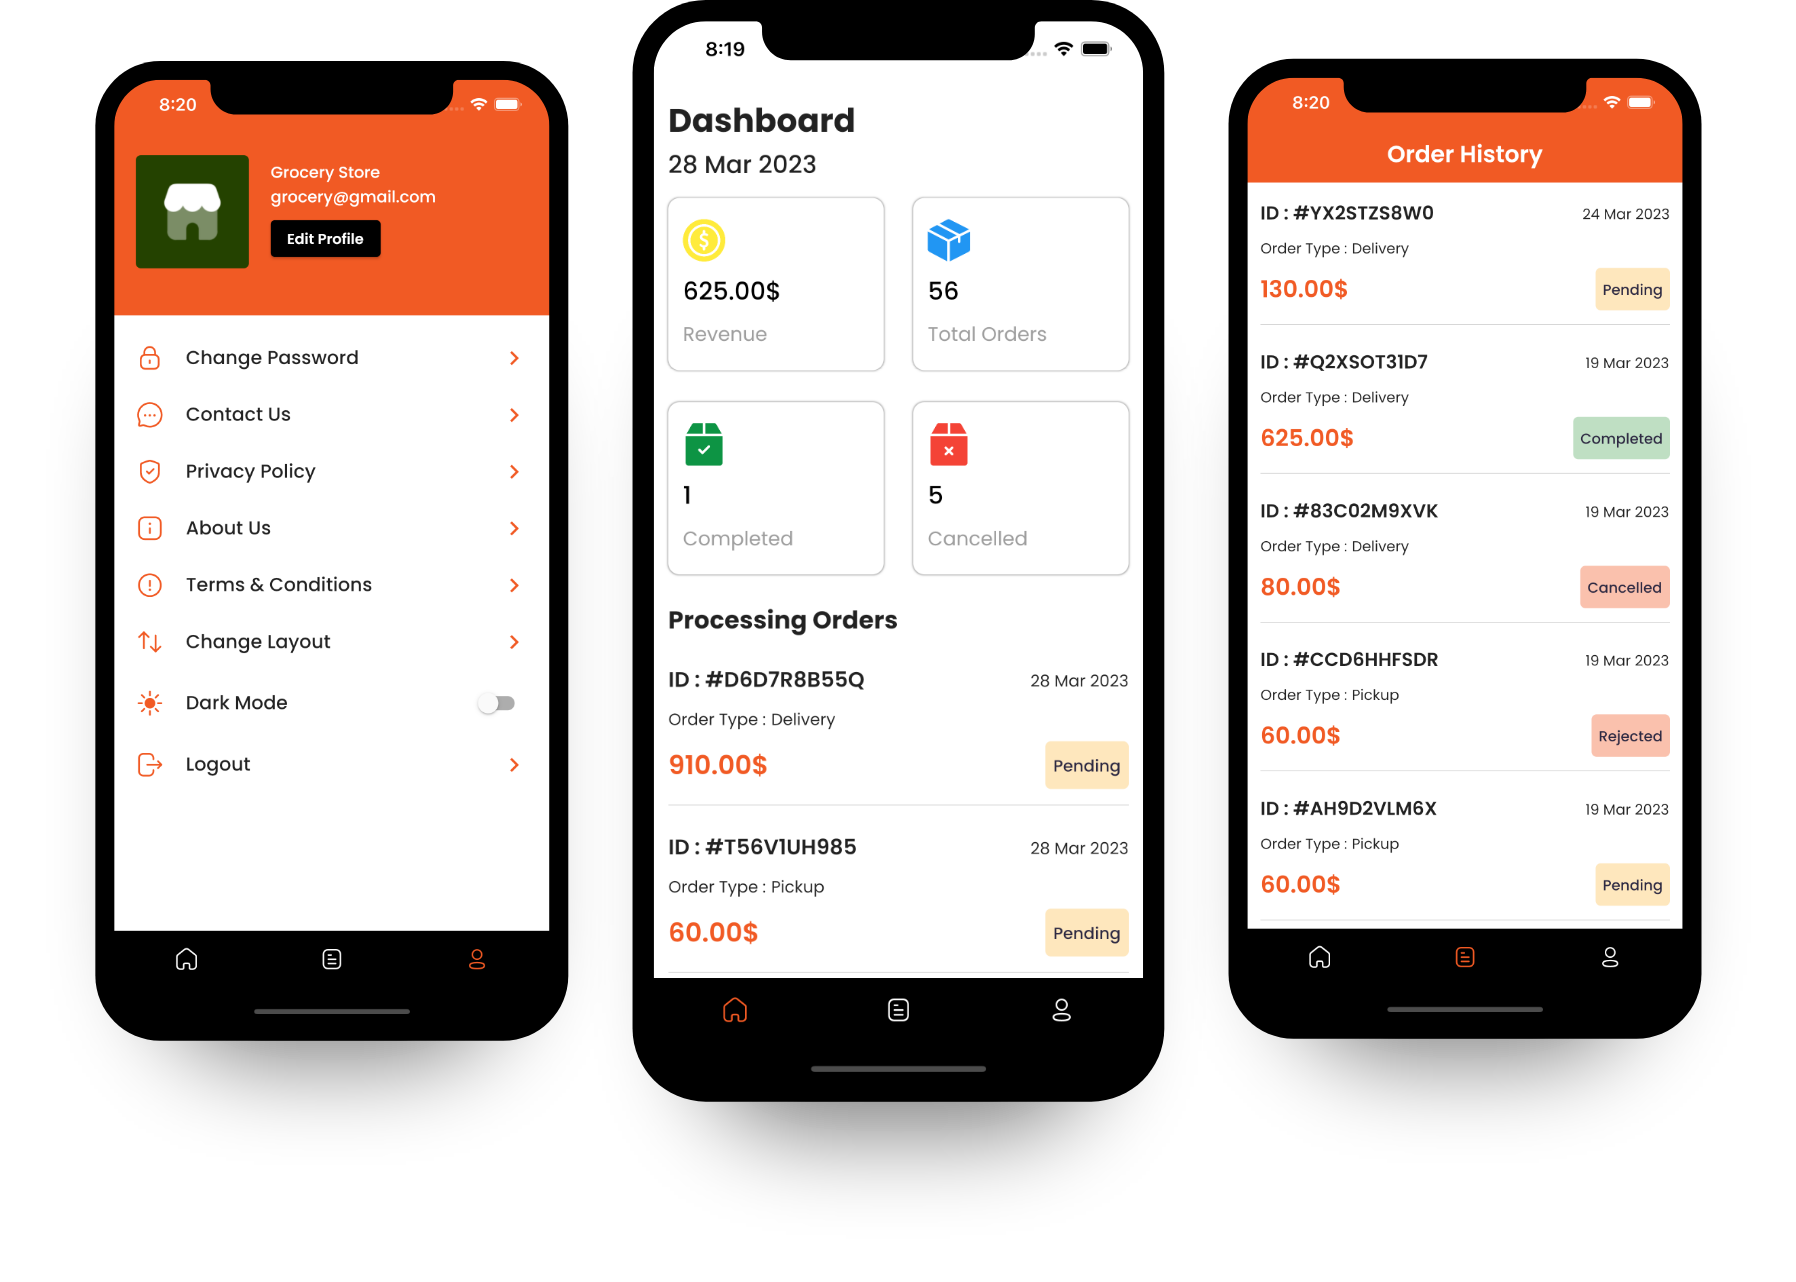 8:20
Grocery Store
grocery@gmail.com
Edit Profile
Change Password
Contact Us
Privacy Policy
About Us
Terms & Conditions
Change Layout
Dark Mode
Logout
8:19
Dashboard
28 Mar 2023
625.00$
Revenue
56
Total Orders
1
Completed
5
Cancelled
Processing Orders
ID : #D6D7R8B55Q 28 Mar 2023
Order Type : Delivery
910.00$ Pending
ID : #T56V1UH985 28 Mar 2023
Order Type : Pickup
60.00$ Pending
8:20
Order History
ID : #YX2STZS8W0 24 Mar 2023
Order Type : Delivery
130.00$ Pending
ID : #Q2XSOT31D7 19 Mar 2023
Order Type : Delivery
625.00$ Completed
ID : #83C02M9XVK 19 Mar 2023
Order Type : Delivery
80.00$ Cancelled
ID : #CCD6HHFSDR 19 Mar 2023
Order Type : Pickup
60.00$ Rejected
ID : #AH9D2VLM6X 19 Mar 2023
Order Type : Pickup
60.00$ Pending